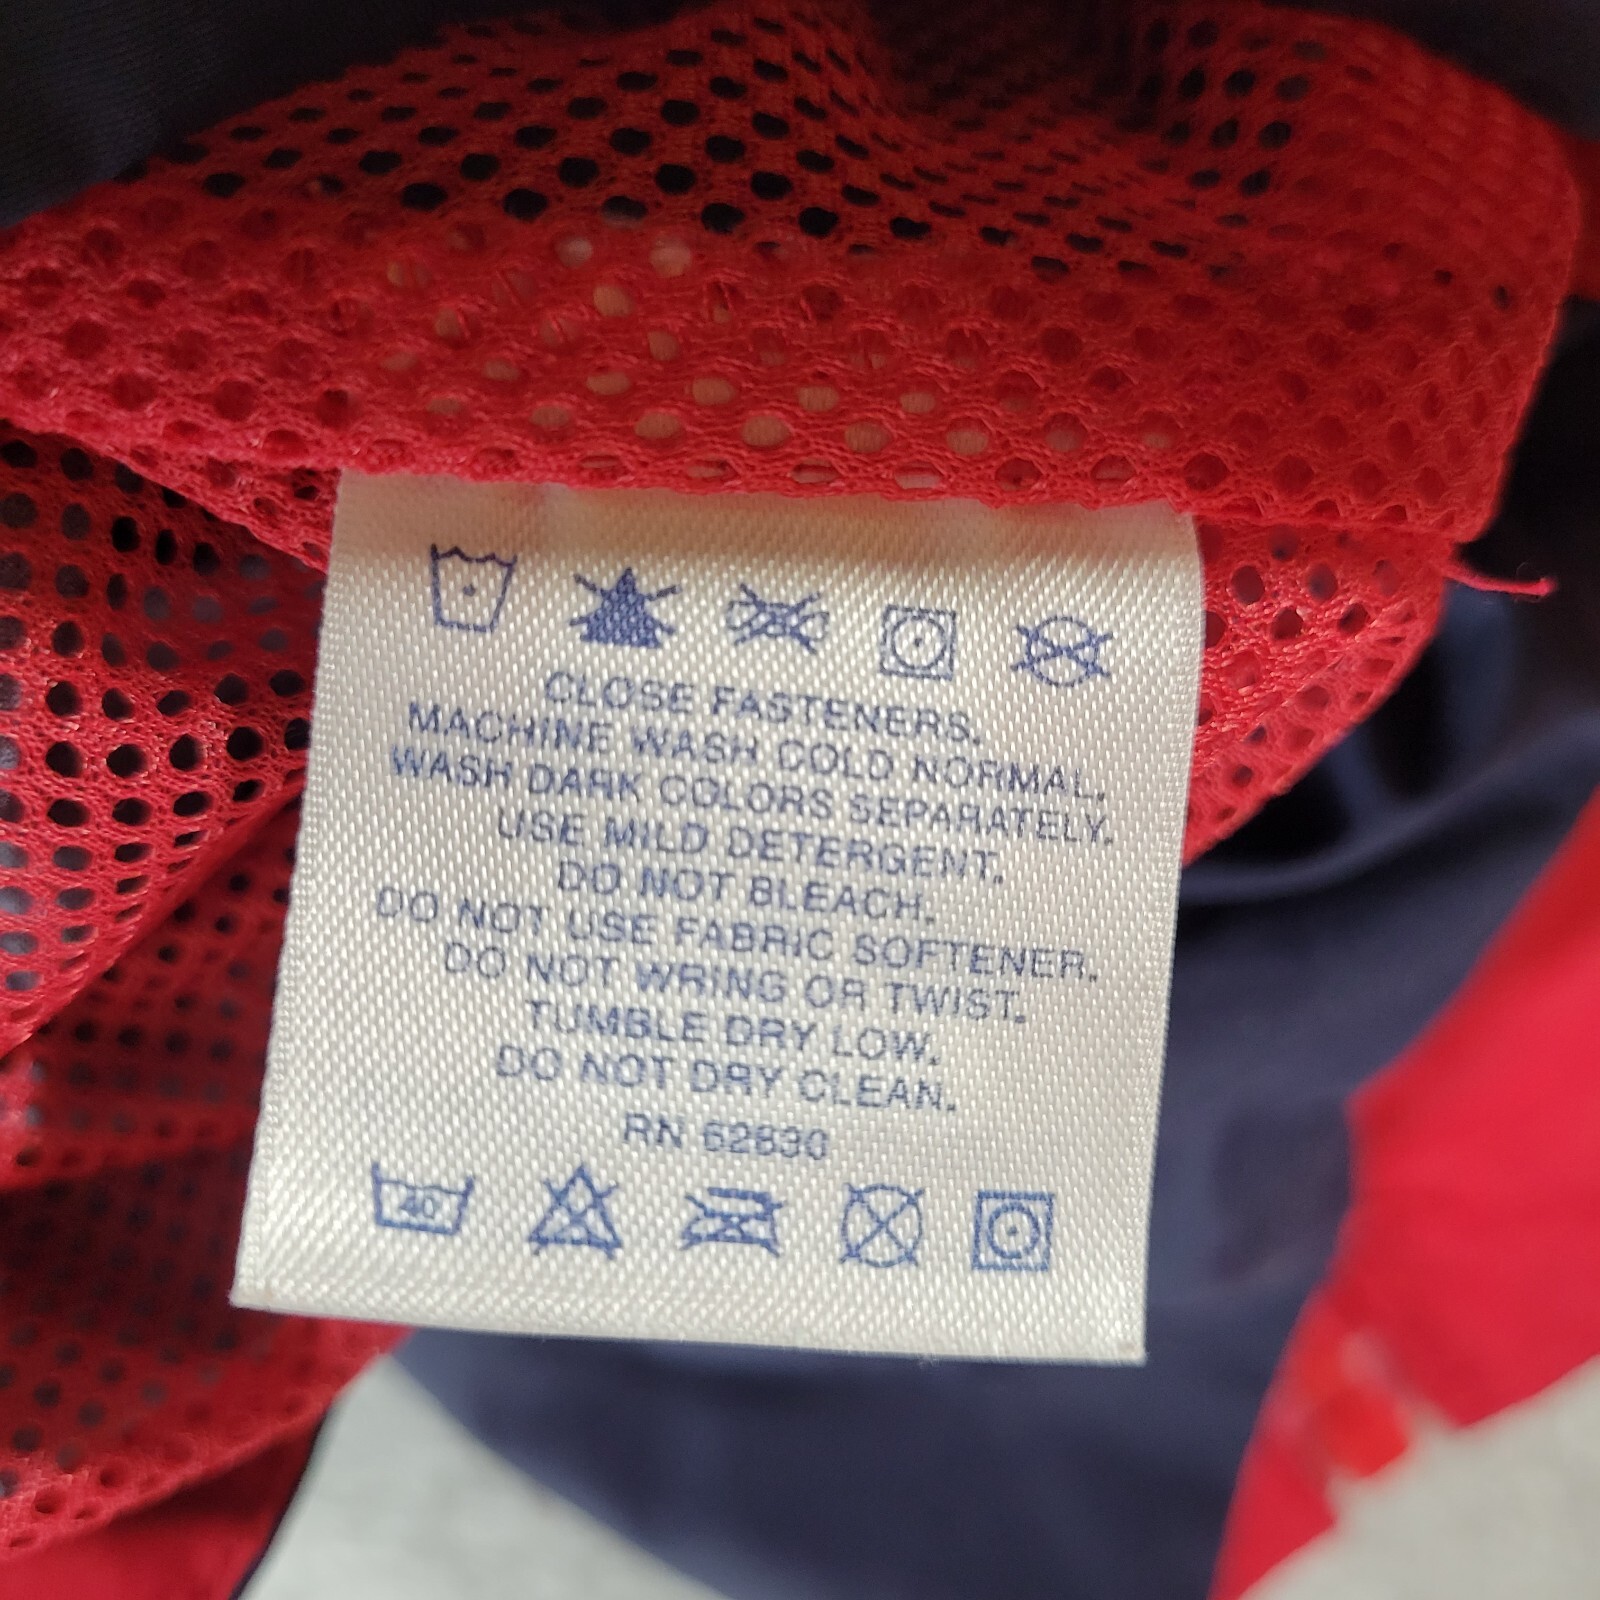 CLOSE FASTENERS.
MACHINE WASH COLD NORMAL.
WASH DARK COLORS SEPARATELY.
USE MILD DETERGENT.
DO NOT BLEACH.
DO NOT USE FABRIC SOFTENER.
DO NOT WRING OR TWIST.
TUMBLE DRY LOW.
DO NOT DRY CLEAN.
RN 62830
40